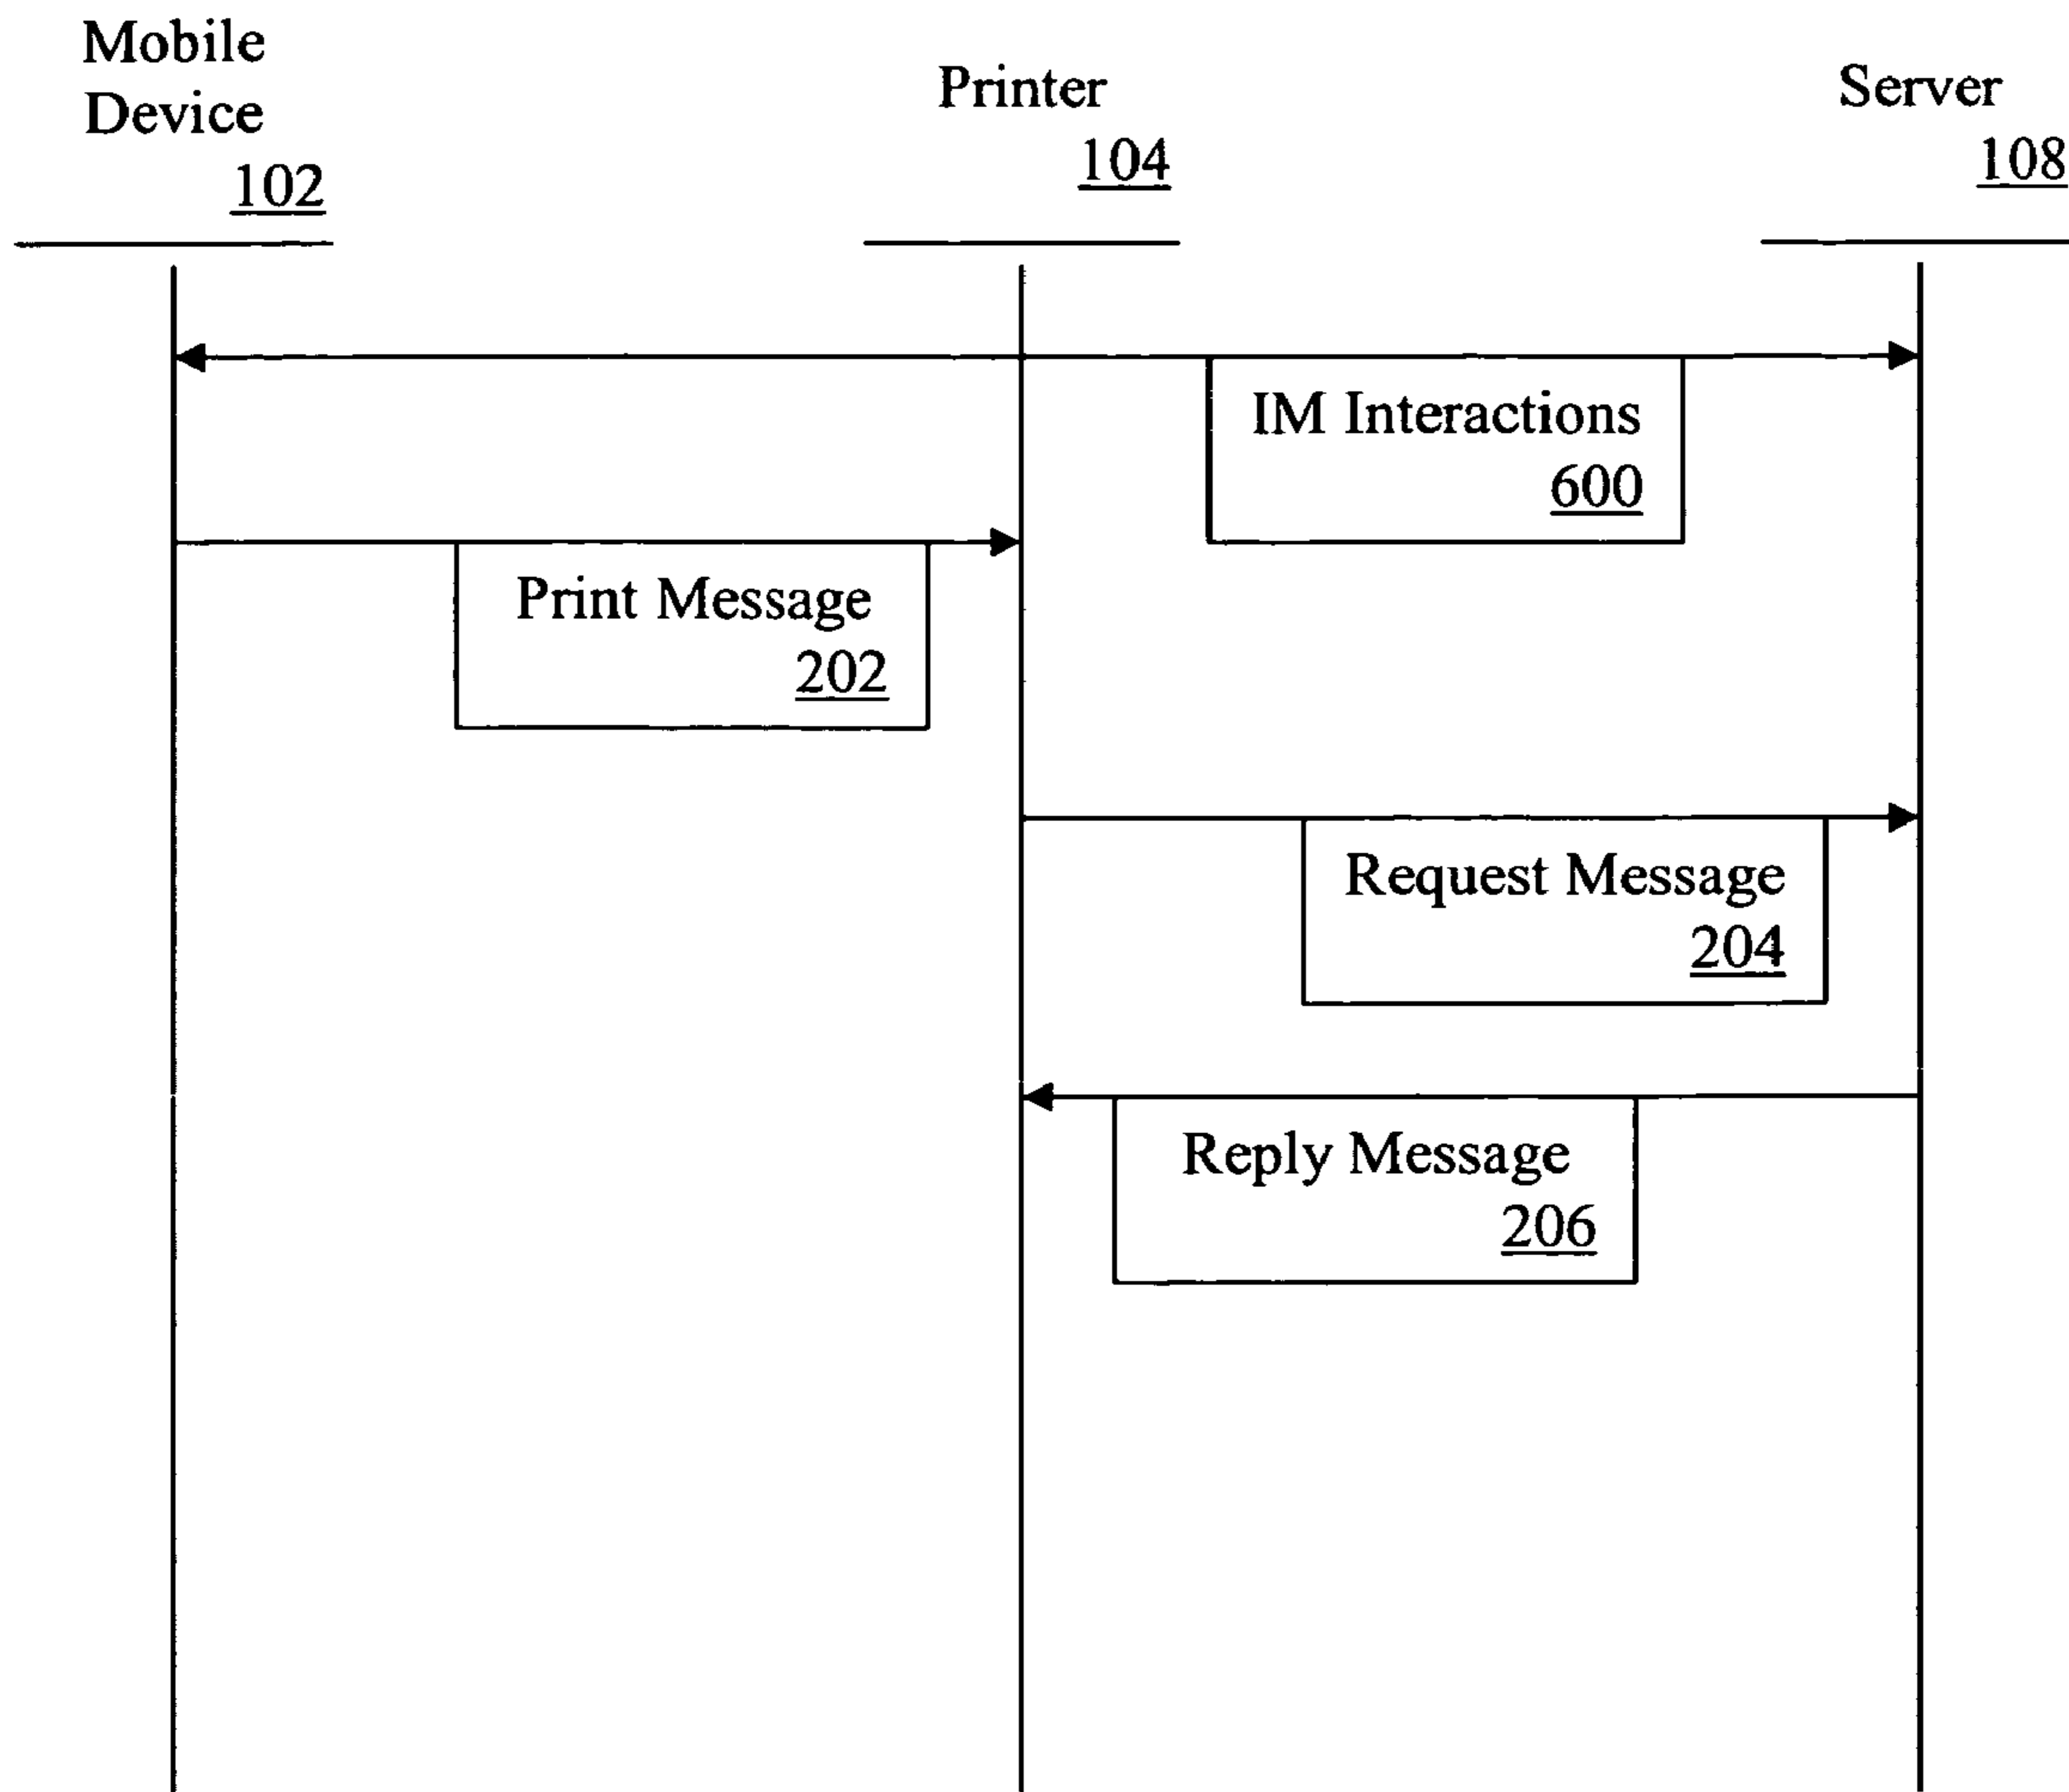 Mobile
Device
102
Printer
104
Server
108
IM Interactions
600
Print Message
202
Request Message
204
Reply Message
206